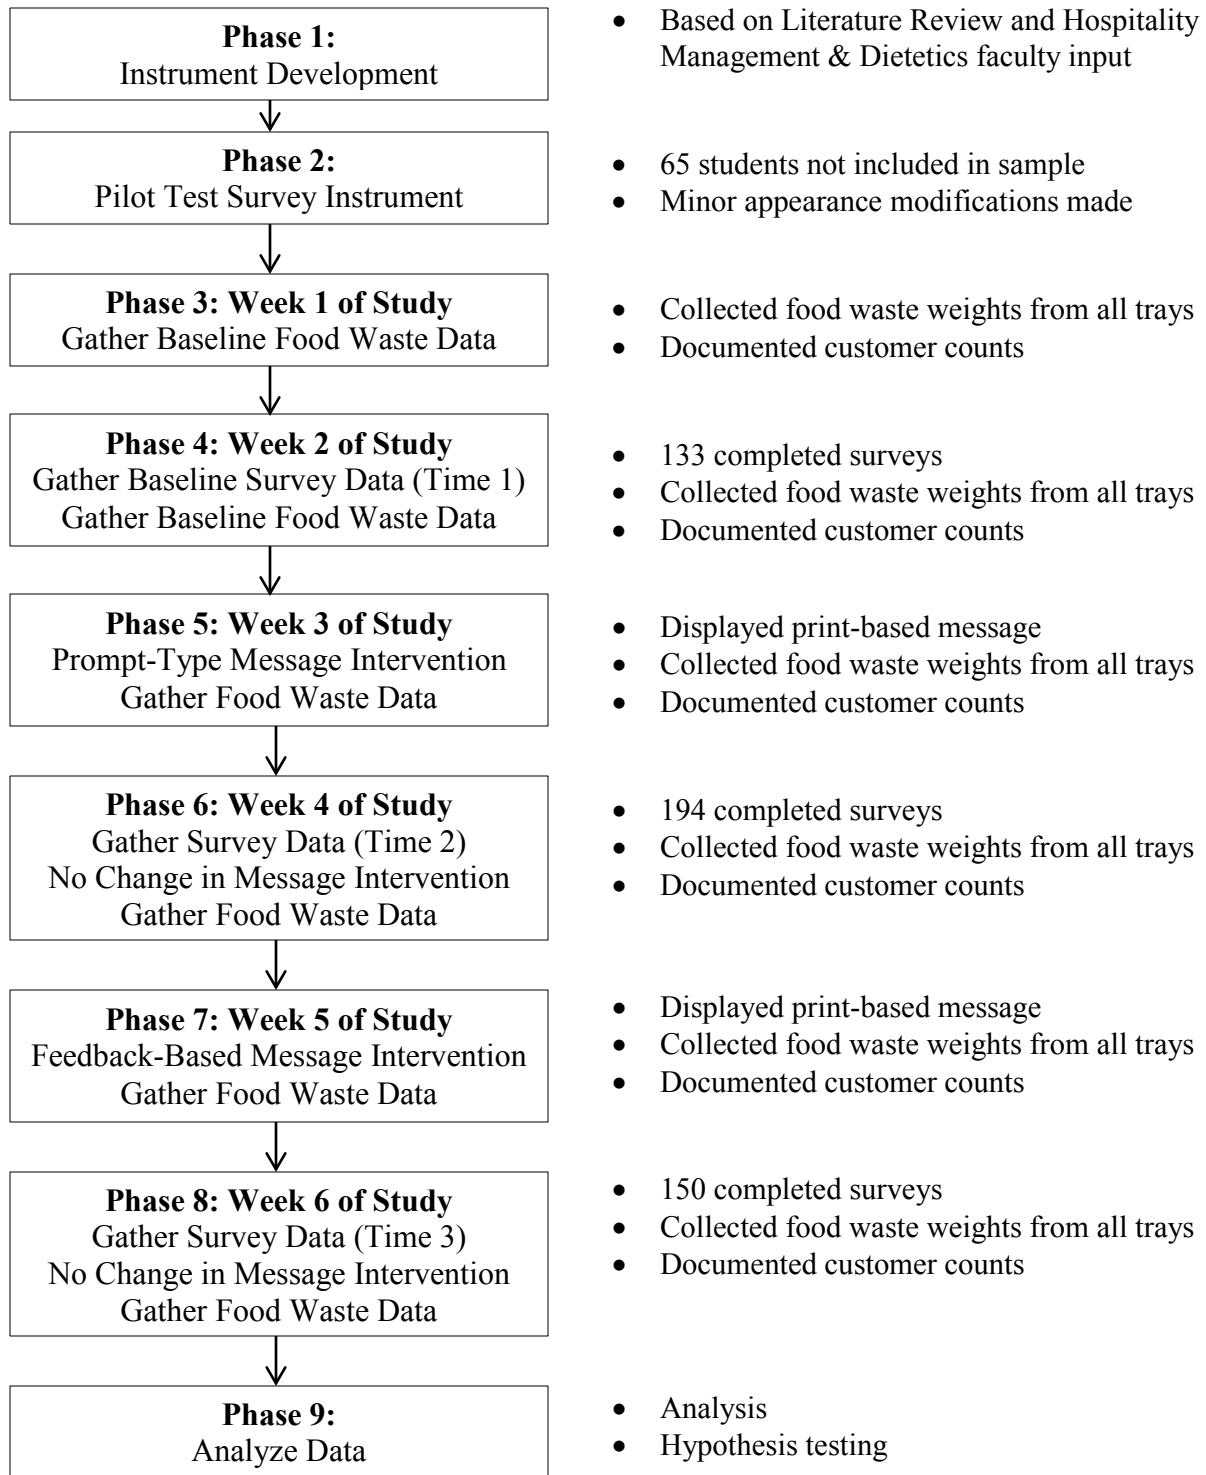 Phase 1:
Instrument Development
• Based on Literature Review and Hospitality
Management & Dietetics faculty input
Phase 2:
Pilot Test Survey Instrument
• 65 students not included in sample
• Minor appearance modifications made
Phase 3: Week 1 of Study
Gather Baseline Food Waste Data
• Collected food waste weights from all trays
• Documented customer counts
Phase 4: Week 2 of Study
Gather Baseline Survey Data (Time 1)
Gather Baseline Food Waste Data
• 133 completed surveys
• Collected food waste weights from all trays
• Documented customer counts
Phase 5: Week 3 of Study
Prompt-Type Message Intervention
Gather Food Waste Data
• Displayed print-based message
• Collected food waste weights from all trays
• Documented customer counts
Phase 6: Week 4 of Study
Gather Survey Data (Time 2)
No Change in Message Intervention
Gather Food Waste Data
• 194 completed surveys
• Collected food waste weights from all trays
• Documented customer counts
Phase 7: Week 5 of Study
Feedback-Based Message Intervention
Gather Food Waste Data
• Displayed print-based message
• Collected food waste weights from all trays
• Documented customer counts
Phase 8: Week 6 of Study
Gather Survey Data (Time 3)
No Change in Message Intervention
Gather Food Waste Data
• 150 completed surveys
• Collected food waste weights from all trays
• Documented customer counts
Phase 9:
Analyze Data
• Analysis
• Hypothesis testing